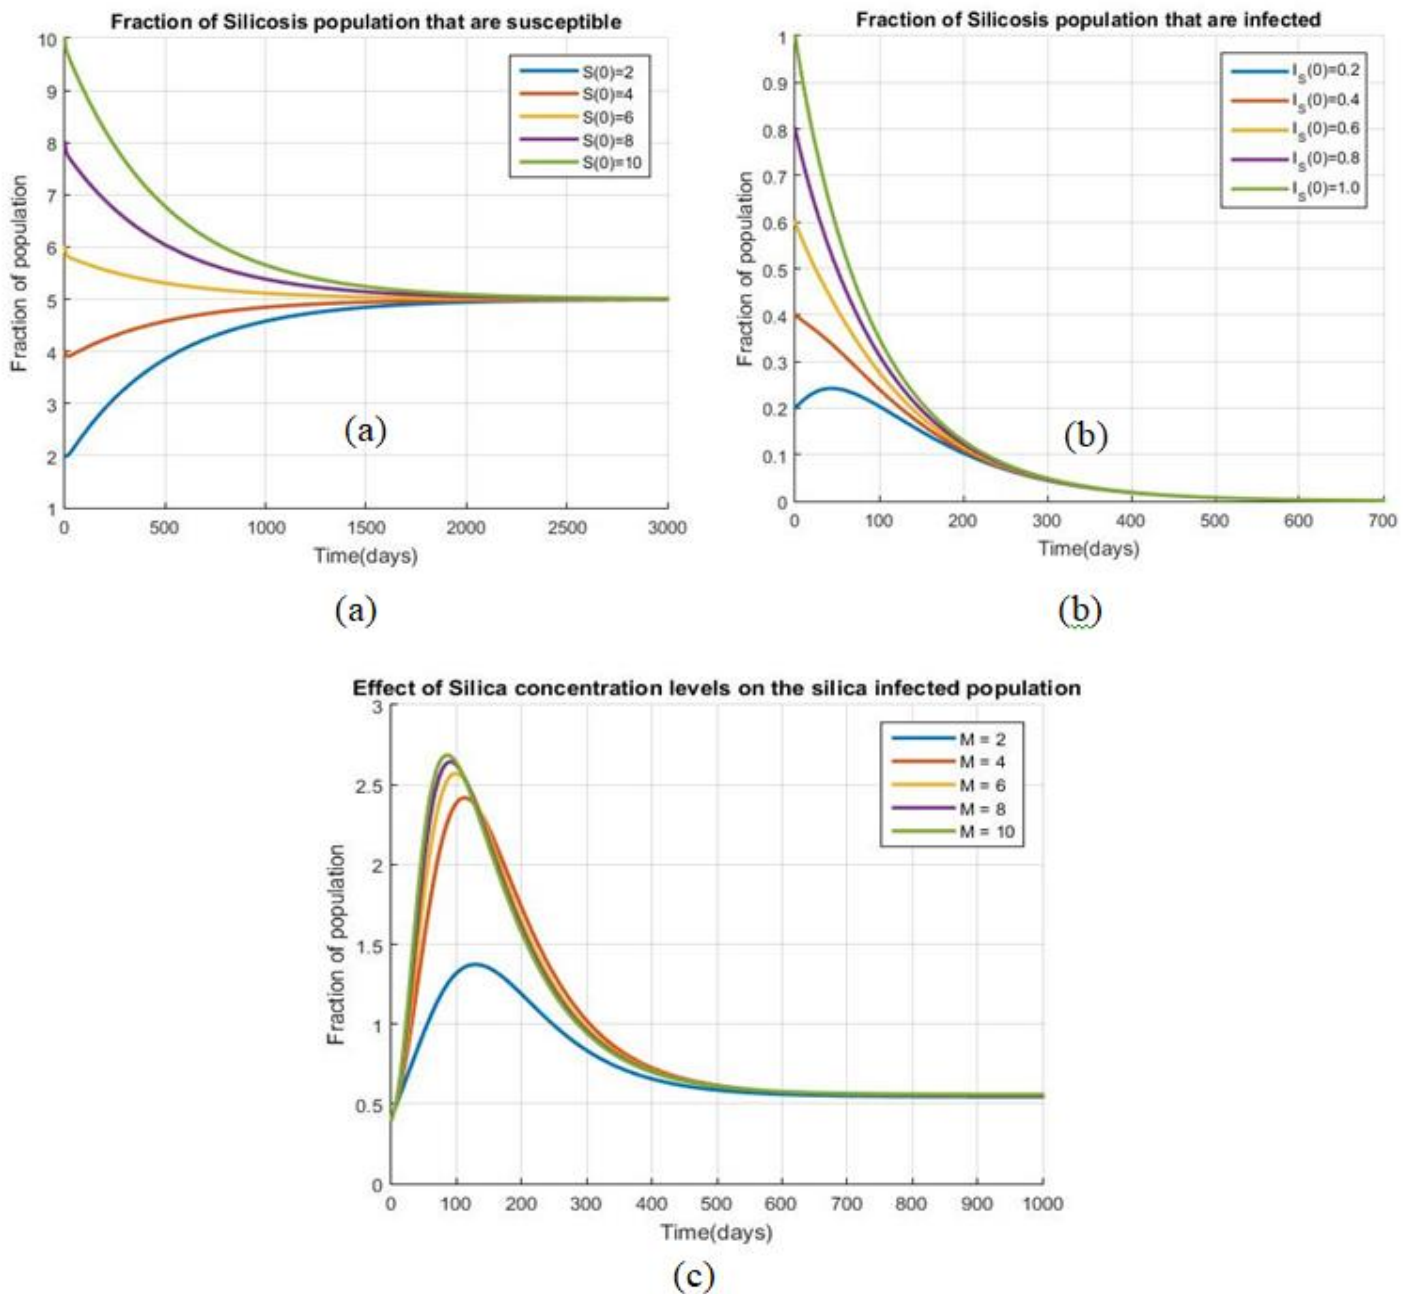 Fraction of Silicosis population that are susceptible
10
9
8
7
6
5
4
3
2
1
Fraction of population
S(0)=2
S(0)=4
S(0)=6
S(0)=8
S(0)=10
(a)
0 500 1000 1500 2000 2500 3000
Time(days)
(a)
Fraction of Silicosis population that are infected
1
0.9
0.8
0.7
0.6
0.5
0.4
0.3
0.2
0.1
0
Fraction of population
I_S(0)=0.2
I_S(0)=0.4
I_S(0)=0.6
I_S(0)=0.8
I_S(0)=1.0
(b)
0 100 200 300 400 500 600 700
Time(days)
(b)
Effect of Silica concentration levels on the silica infected population
3
2.5
2
1.5
1
0.5
0
Fraction of population
M = 2
M = 4
M = 6
M = 8
M = 10
0 100 200 300 400 500 600 700 800 900 1000
Time(days)
(c)